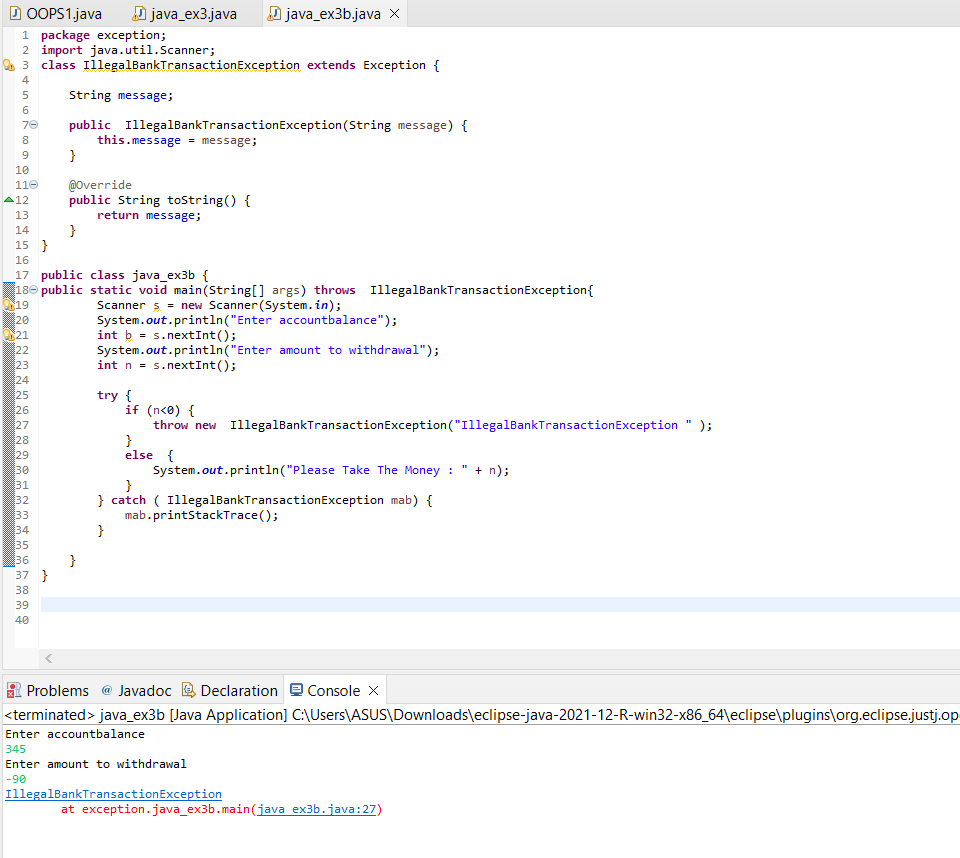 OOPS1.java java_ex3.java java_ex3b.java
1 package exception;
2 import java.util.Scanner;
3 class IllegalBankTransactionException extends Exception {
4
5     String message;
6
7     public  IllegalBankTransactionException(String message) {
8         this.message = message;
9     }
10
11     @Override
12     public String toString() {
13         return message;
14     }
15 }
16
17 public class java_ex3b {
18 public static void main(String[] args) throws  IllegalBankTransactionException{
19         Scanner s = new Scanner(System.in);
20         System.out.println("Enter accountbalance");
21         int b = s.nextInt();
22         System.out.println("Enter amount to withdrawal");
23         int n = s.nextInt();
24
25         try {
26             if (n<0) {
27                 throw new  IllegalBankTransactionException("IllegalBankTransactionException " );
28             }
29             else  {
30                 System.out.println("Please Take The Money : " + n);
31             }
32         } catch ( IllegalBankTransactionException mab) {
33             mab.printStackTrace();
34         }
35
36     }
37 }
38
39
40
Problems @ Javadoc Declaration Console
<terminated> java_ex3b [Java Application] C:\Users\ASUS\Downloads\eclipse-java-2021-12-R-win32-x86_64\eclipse\plugins\org.eclipse.justj.ope
Enter accountbalance
345
Enter amount to withdrawal
-90
IllegalBankTransactionException
        at exception.java_ex3b.main(java_ex3b.java:27)